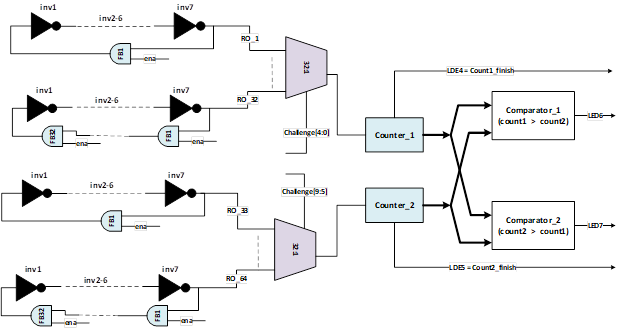 inv1
inv7
inv2-6
RO_1
FB1
ena
32:1
LDE4 = Count1_finish
inv1
inv7
inv2-6
RO_32
FB32
ena
FB1
ena
Challenge[4:0]
Counter_1
Comparator_1
(count1 > count2)
LED6
inv1
inv7
inv2-6
Challenge[9:5]
RO_33
FB1
ena
Counter_2
Comparator_2
(count2 > count1)
LED7
32:1
inv1
inv7
inv2-6
RO_64
LDE5 = Count2_finish
FB32
ena
FB1
ena